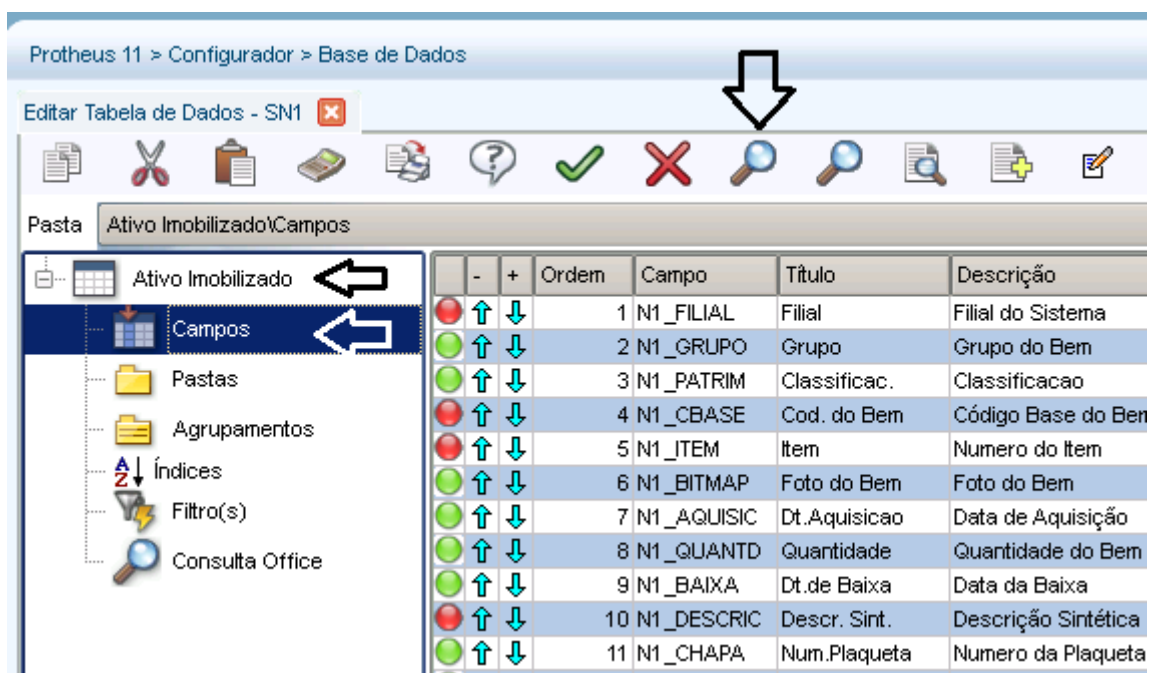 Protheus 11 > Configurador > Base de Dados
Editar Tabela de Dados - SN1
Pasta Ativo Imobilizado\Campos
Ativo Imobilizado
Campos
Pastas
Agrupamentos
Índices
Filtro(s)
Consulta Office
- + Ordem Campo Título Descrição
1 N1_FILIAL Filial Filial do Sistema
2 N1_GRUPO Grupo Grupo do Bem
3 N1_PATRIM Classificac. Classificacao
4 N1_CBASE Cod. do Bem Código Base do Ben
5 N1_ITEM Item Numero do Item
6 N1_BITMAP Foto do Bem Foto do Bem
7 N1_AQUISIC Dt.Aquisicao Data de Aquisição
8 N1_QUANTD Quantidade Quantidade do Bem
9 N1_BAIXA Dt.de Baixa Data da Baixa
10 N1_DESCRIC Descr. Sint. Descrição Sintética
11 N1_CHAPA Num.Plaqueta Numero da Plaqueta